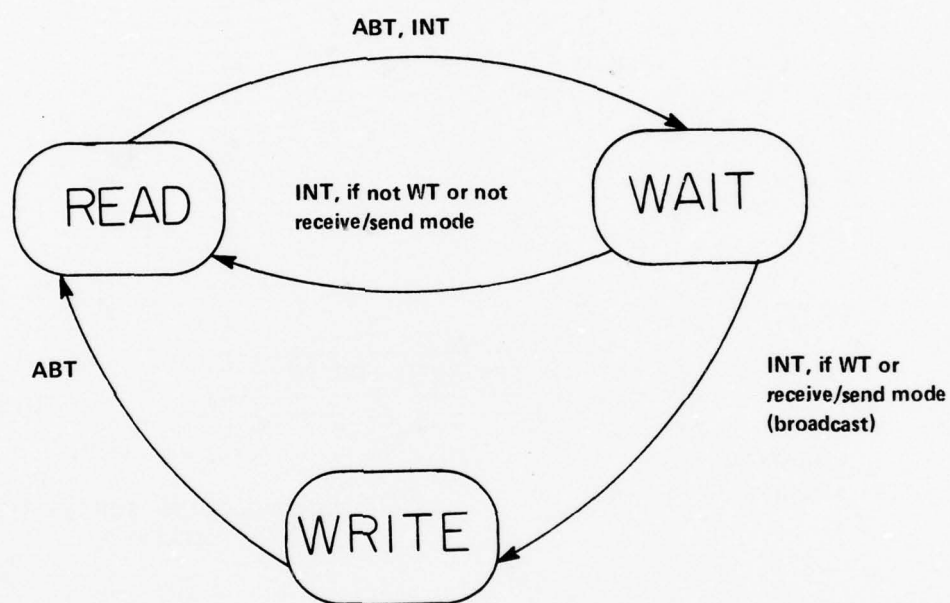 ABT, INT
READ
INT, if not WT or not
receive/send mode
WAIT
ABT
INT, if WT or
receive/send mode
(broadcast)
WRITE